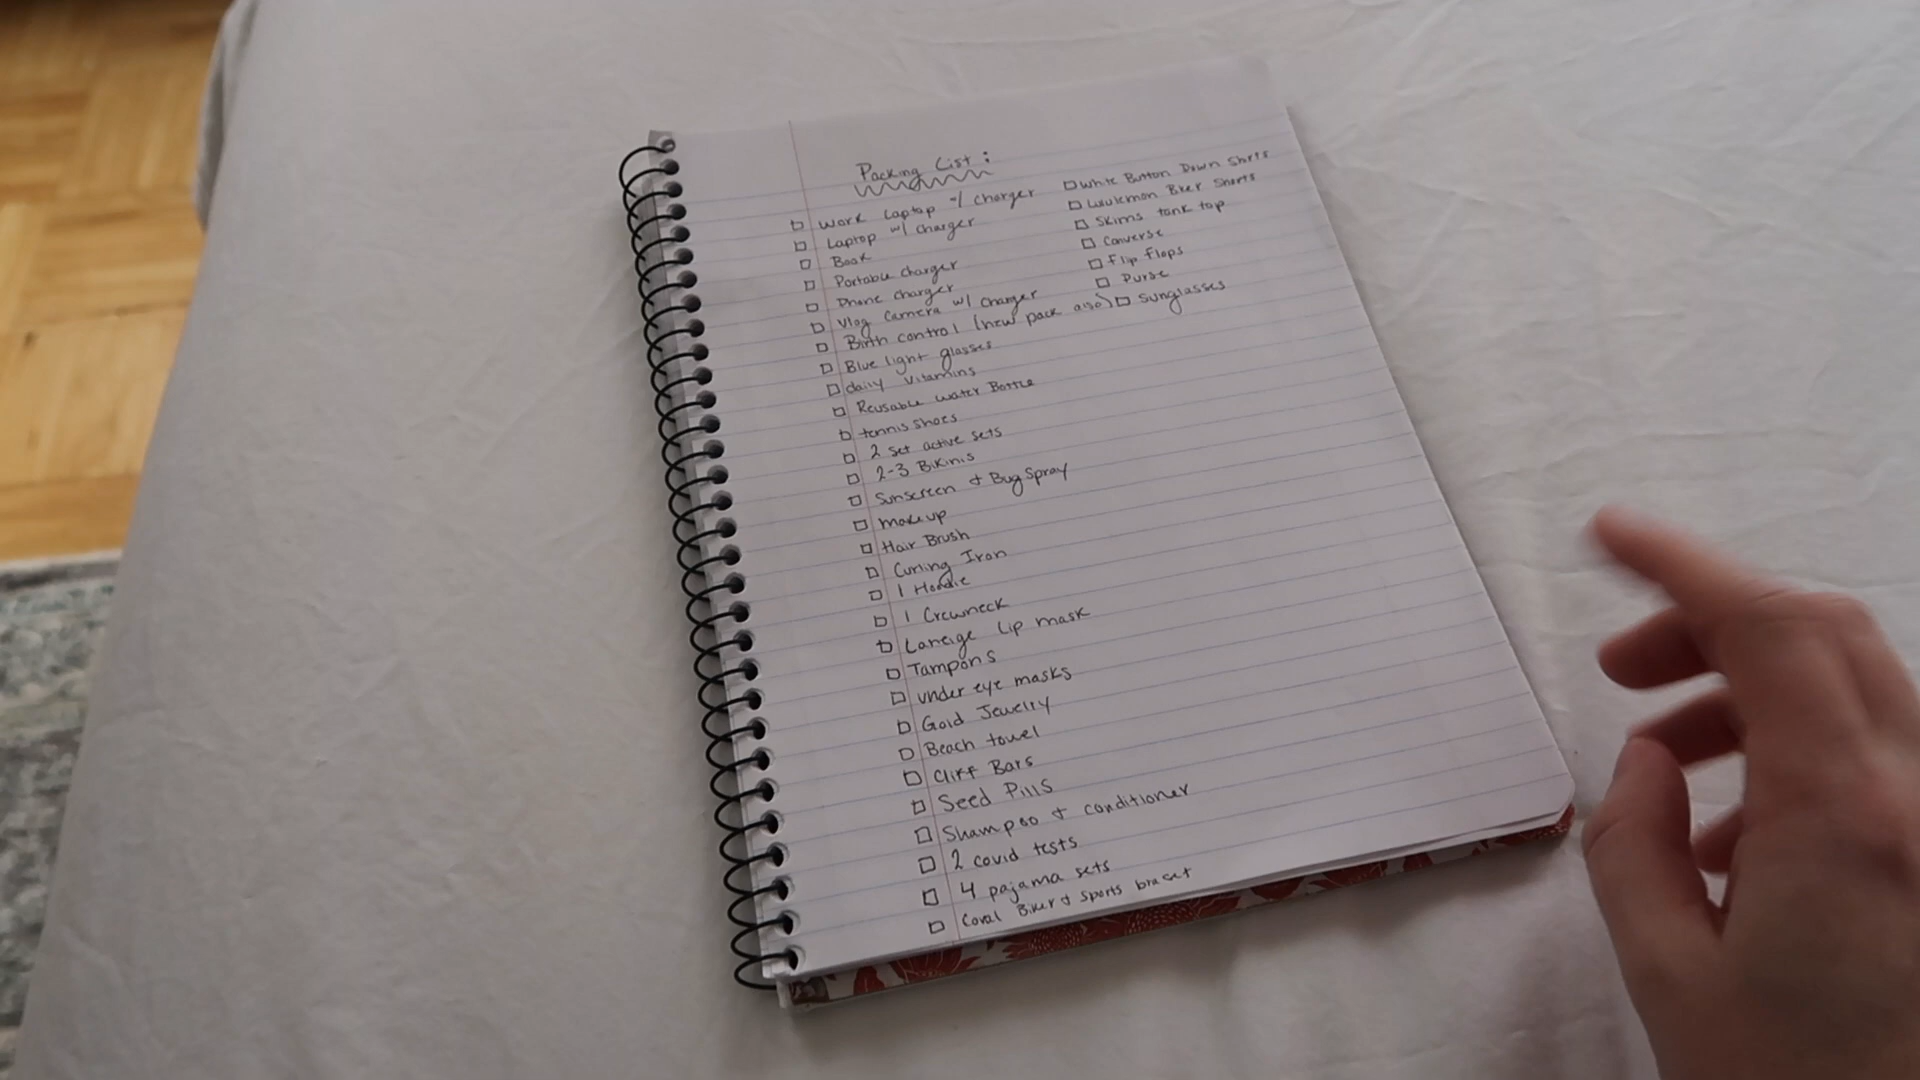 Packing List:
Work Laptop w/ charger
Laptop w/ charger
Book
Portable charger
Phone charger
Vlog Camera w/ charger
Birth control (new pack also)
Blue light glasses
daily vitamins
Reusable water Bottle
tennis shoes
2 set active sets
2-3 Bikinis
Sunscreen + Bug Spray
makeup
Hair Brush
Curling Iron
1 Hoodie
1 Crewneck
Laneige Lip mask
Tampons
under eye masks
Gold Jewelry
Beach towel
Cliff Bars
Seed Pills
Shampoo + conditioner
2 covid tests
4 pajama sets
Coral Biker + sports bra set
White Button Down Shirts
Lululemon Biker Shorts
Skims tank top
Converse
Flip Flops
Purse
Sunglasses